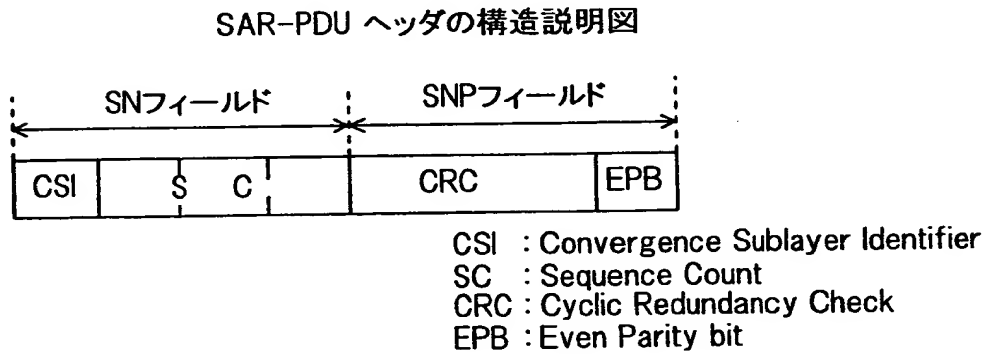 SAR-PDU ヘッダの構造説明図
SNフィールド SNPフィールド
CSI S C CRC EPB
CSI : Convergence Sublayer Identifier
SC : Sequence Count
CRC : Cyclic Redundancy Check
EPB : Even Parity bit